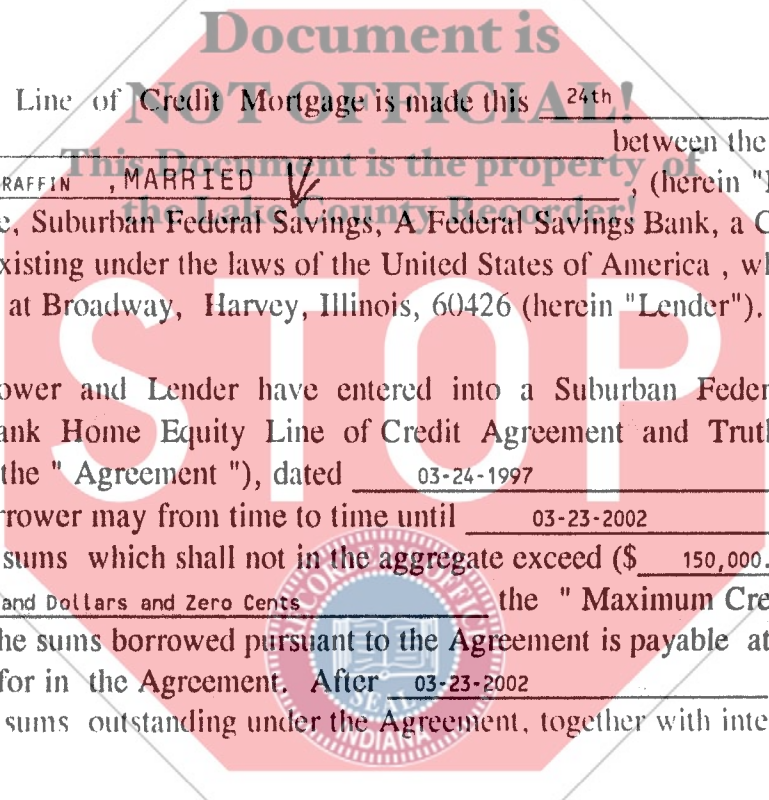 Document is
NOT OFFICIAL!
This Document is the property of
the Lake County Recorder!
STOP
Line of Credit Mortgage is made this 24th
between the
RAFFIN , MARRIED , (herein "
e, Suburban Federal Savings, A Federal Savings Bank, a C
xisting under the laws of the United States of America , wh
at Broadway, Harvey, Illinois, 60426 (herein "Lender").
ower and Lender have entered into a Suburban Feder
ank Home Equity Line of Credit Agreement and Truth
the " Agreement "), dated 03-24-1997
rrower may from time to time until 03-23-2002
sums which shall not in the aggregate exceed ($ 150,000.
and Dollars and Zero Cents the " Maximum Cre
he sums borrowed pursuant to the Agreement is payable at
for in the Agreement. After 03-23-2002
sums outstanding under the Agreement, together with inte
SEAL
INDIANA